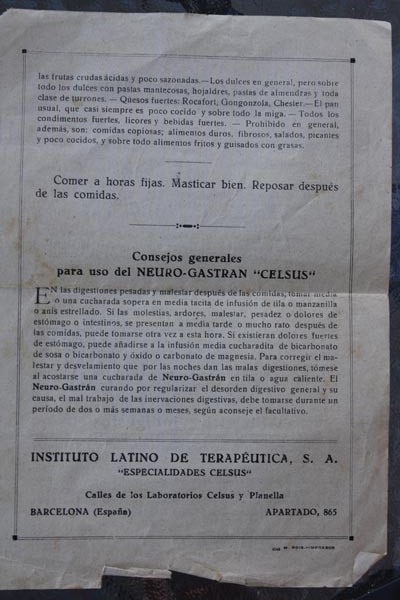 las frutas crudas ácidas y poco sazonadas.—Los dulces en general, pero sobre
todo los dulces con pastas mantecosas, hojaldres, pastas de almendras y toda
clase de turrones. — Quesos fuertes: Rocafort, Gongonzola, Chester.—El pan
usual, que casi siempre es poco cocido y sobre todo la miga. — Todos los
condimentos fuertes, licores y bebidas fuertes. — Prohibido en general,
además, son: comidas copiosas; alimentos duros, fibrosos, salados, picantes
y poco cocidos, y sobre todo alimentos fritos y guisados con grasas.
Comer a horas fijas. Masticar bien. Reposar después
de las comidas.
Consejos generales
para uso del NEURO-GASTRAN "CELSUS"
EN las digestiones pesadas y malestar después de las comidas, tomar media
o una cucharada sopera en media tacita de infusión de tila o manzanilla
o anís estrellado. Si las molestias, ardores, malestar, pesadez o dolores de
estómago o intestinos, se presentan a media tarde o mucho rato después de
las comidas, puede tomarse otra vez a esta hora. Si existieran dolores fuertes
de estómago, puede añadirse a la infusión media cucharadita de bicarbonato
de sosa o bicarbonato y óxido o carbonato de magnesia. Para corregir el ma-
lestar y desvelamiento que por las noches dan las malas digestiones, tómese
al acostarse una cucharada de Neuro-Gastrán en tila o agua caliente. El
Neuro-Gastrán curando por regularizar el desorden digestivo general y su
causa, el mal trabajo de las inervaciones digestivas, debe tomarse durante un
período de dos o más semanas o meses, según aconseje el facultativo.
INSTITUTO LATINO DE TERAPÉUTICA, S. A.
"ESPECIALIDADES CELSUS"
Calles de los Laboratorios Celsus y Planella
BARCELONA (España) APARTADO, 865